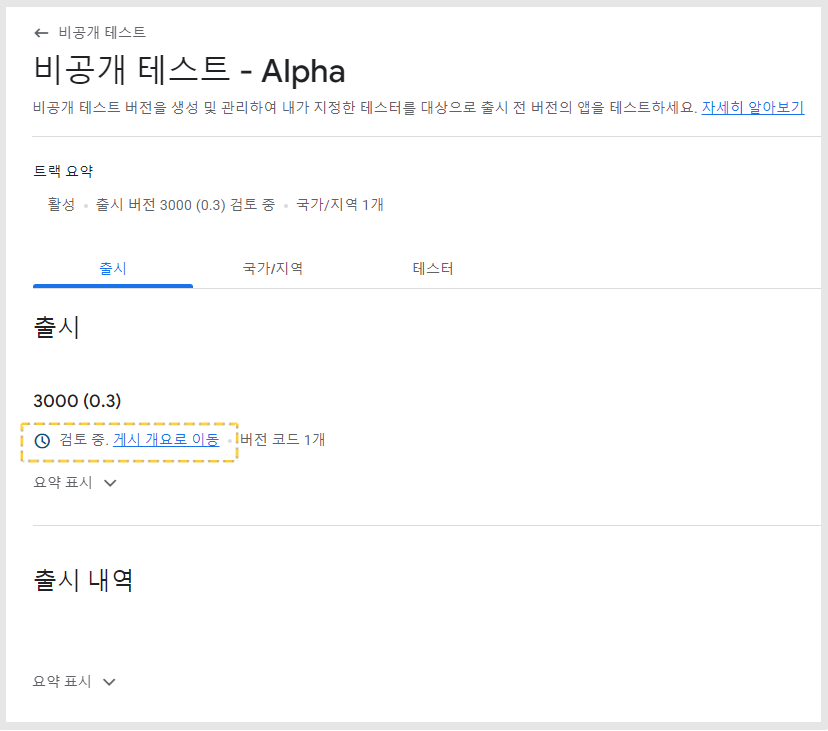 비공개 테스트
비공개 테스트 - Alpha
비공개 테스트 버전을 생성 및 관리하여 내가 지정한 테스터를 대상으로 출시 전 버전의 앱을 테스트하세요. 자세히 알아보기
트랙 요약
활성 • 출시 버전 3000 (0.3) 검토 중 • 국가/지역 1개
출시 국가/지역 테스터
출시
3000 (0.3)
검토 중. 게시 개요로 이동 • 버전 코드 1개
요약 표시
출시 내역
요약 표시